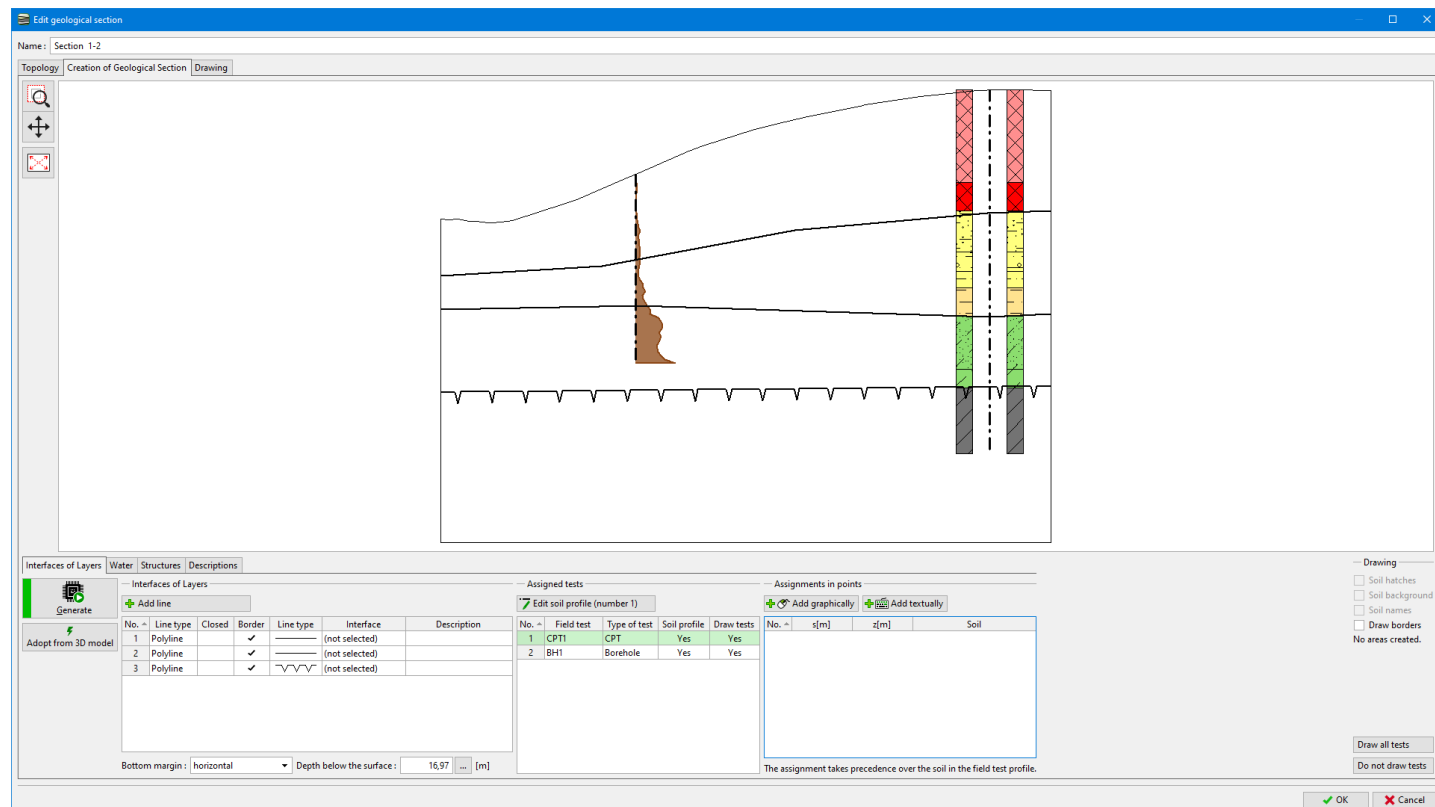 Edit geological section
Name : Section 1-2
Topology Creation of Geological Section Drawing
Interfaces of Layers Water Structures Descriptions
Generate
Adopt from 3D model
Interfaces of Layers
Add line
No. Line type Closed Border Line type Interface Description
1 Polyline (not selected)
2 Polyline (not selected)
3 Polyline (not selected)
Bottom margin : horizontal Depth below the surface : 16,97 ... [m]
Assigned tests
Edit soil profile (number 1)
No. Field test Type of test Soil profile Draw tests
1 CPT1 CPT Yes Yes
2 BH1 Borehole Yes Yes
Assignments in points
Add graphically Add textually
No. s[m] z[m] Soil
The assignment takes precedence over the soil in the field test profile.
Drawing
Soil hatches
Soil background
Soil names
Draw borders
No areas created.
Draw all tests
Do not draw tests
OK Cancel